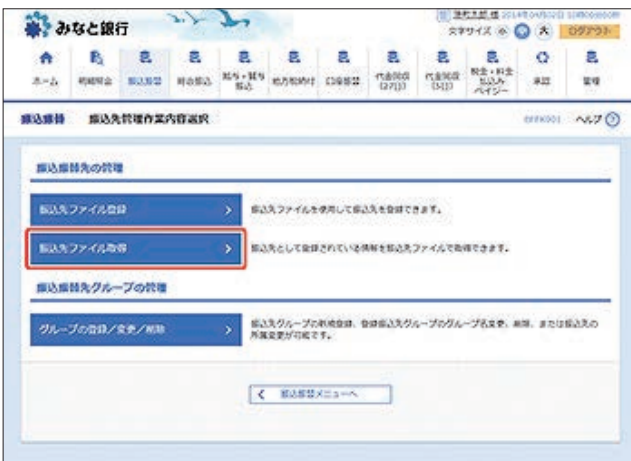 みなと銀行
文字サイズ 小 中 大 ログアウト
ホーム 明細照会 振込振替 総合振込 給与・賞与振込 地方税納付 口座振替 代金回収 代金回収 税金・料金払込みペイジー 承認 管理
振込振替 振込先管理作業内容選択 ヘルプ
振込振替先の管理
振込先ファイル登録 振込先ファイルを使用して振込先を登録できます。
振込先ファイル取得 振込先として登録されている情報を振込先ファイルで取得できます。
振込振替先グループの管理
グループの登録/変更/削除 振込先グループの新規登録、登録振込先グループのグループ名変更、削除、または振込先の
所属変更が可能です。
振込振替メニューへ